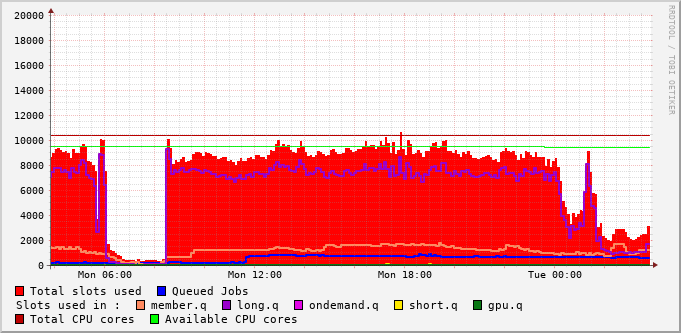 20000
18000
16000
14000
12000
10000
8000
6000
4000
2000
0
Mon 06:00 Mon 12:00 Mon 18:00 Tue 00:00
Total slots used Queued Jobs
Slots used in : member.q long.q ondemand.q short.q gpu.q
Total CPU cores Available CPU cores
RRDTOOL / TOBI OETIKER